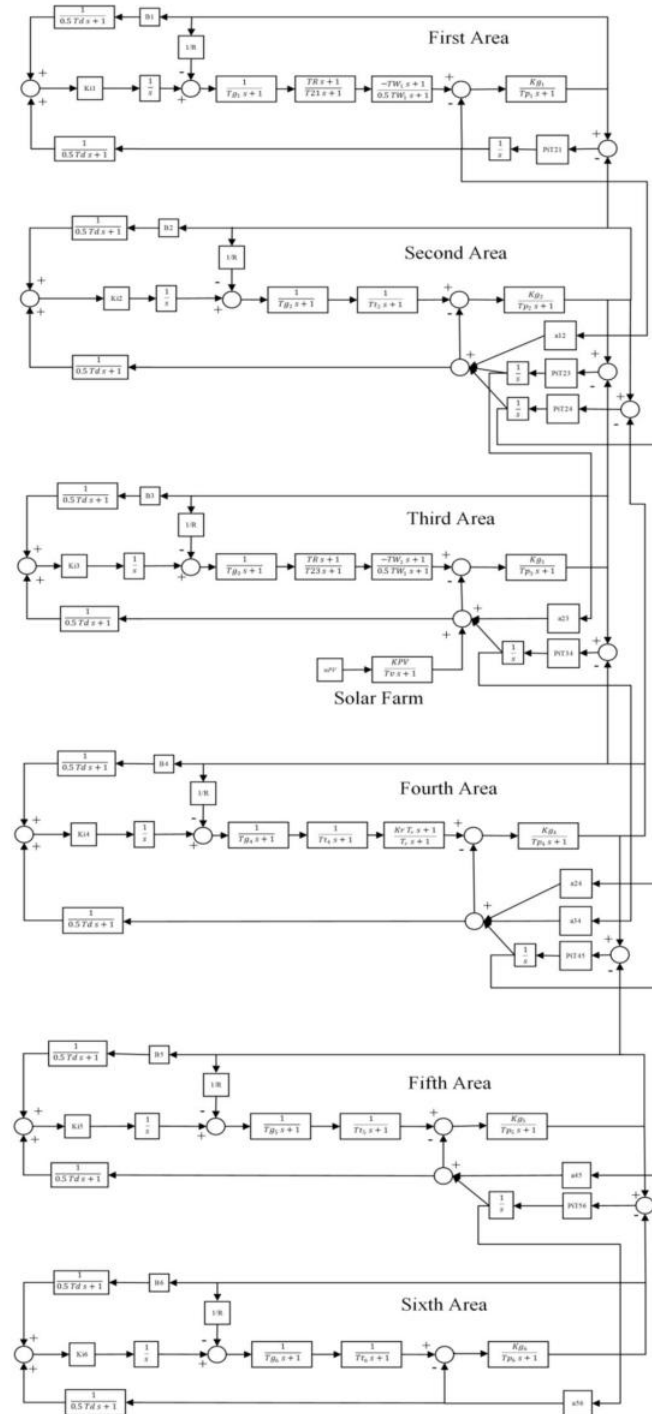 1
0.5 Td s + 1
B1
1/R
First Area
Ki1
1
s
1
Tg₁ s + 1
TR s + 1
T21 s + 1
−TW₁ s + 1
0.5 TW₁ s + 1
Kg₁
Tp₁ s + 1
1
0.5 Td s + 1
1
s
PiT21
1
0.5 Td s + 1
B2
1/R
Second Area
Ki2
1
s
1
Tg₂ s + 1
1
Tt₂ s + 1
Kg₂
Tp₂ s + 1
a12
1
0.5 Td s + 1
1
s
PiT23
1
s
PiT24
1
0.5 Td s + 1
B3
1/R
Third Area
Ki3
1
s
1
Tg₃ s + 1
TR s + 1
T23 s + 1
0.5 TW₃ s + 1
Kg₃
Tp₃ s + 1
1
0.5 Td s + 1
a23
1
s
PiT34
KPV
Tv s + 1
Solar Farm
1
0.5 Td s + 1
B4
1/R
Fourth Area
Ki4
1
s
1
Tg₄ s + 1
1
Tt₄ s + 1
Kr Tᵣ s + 1
Tᵣ s + 1
Kg₄
Tp₄ s + 1
a24
1
0.5 Td s + 1
a34
1
s
PiT45
1
0.5 Td s + 1
B5
1/R
Fifth Area
Ki5
1
s
1
Tg₅ s + 1
1
Tt₅ s + 1
Kg₅
Tp₅ s + 1
1
0.5 Td s + 1
a45
1
s
PiT56
1
0.5 Td s + 1
B6
1/R
Sixth Area
Ki6
1
s
1
Tg₆ s + 1
1
Tt₆ s + 1
Kg₆
Tp₆ s + 1
1
0.5 Td s + 1
a56